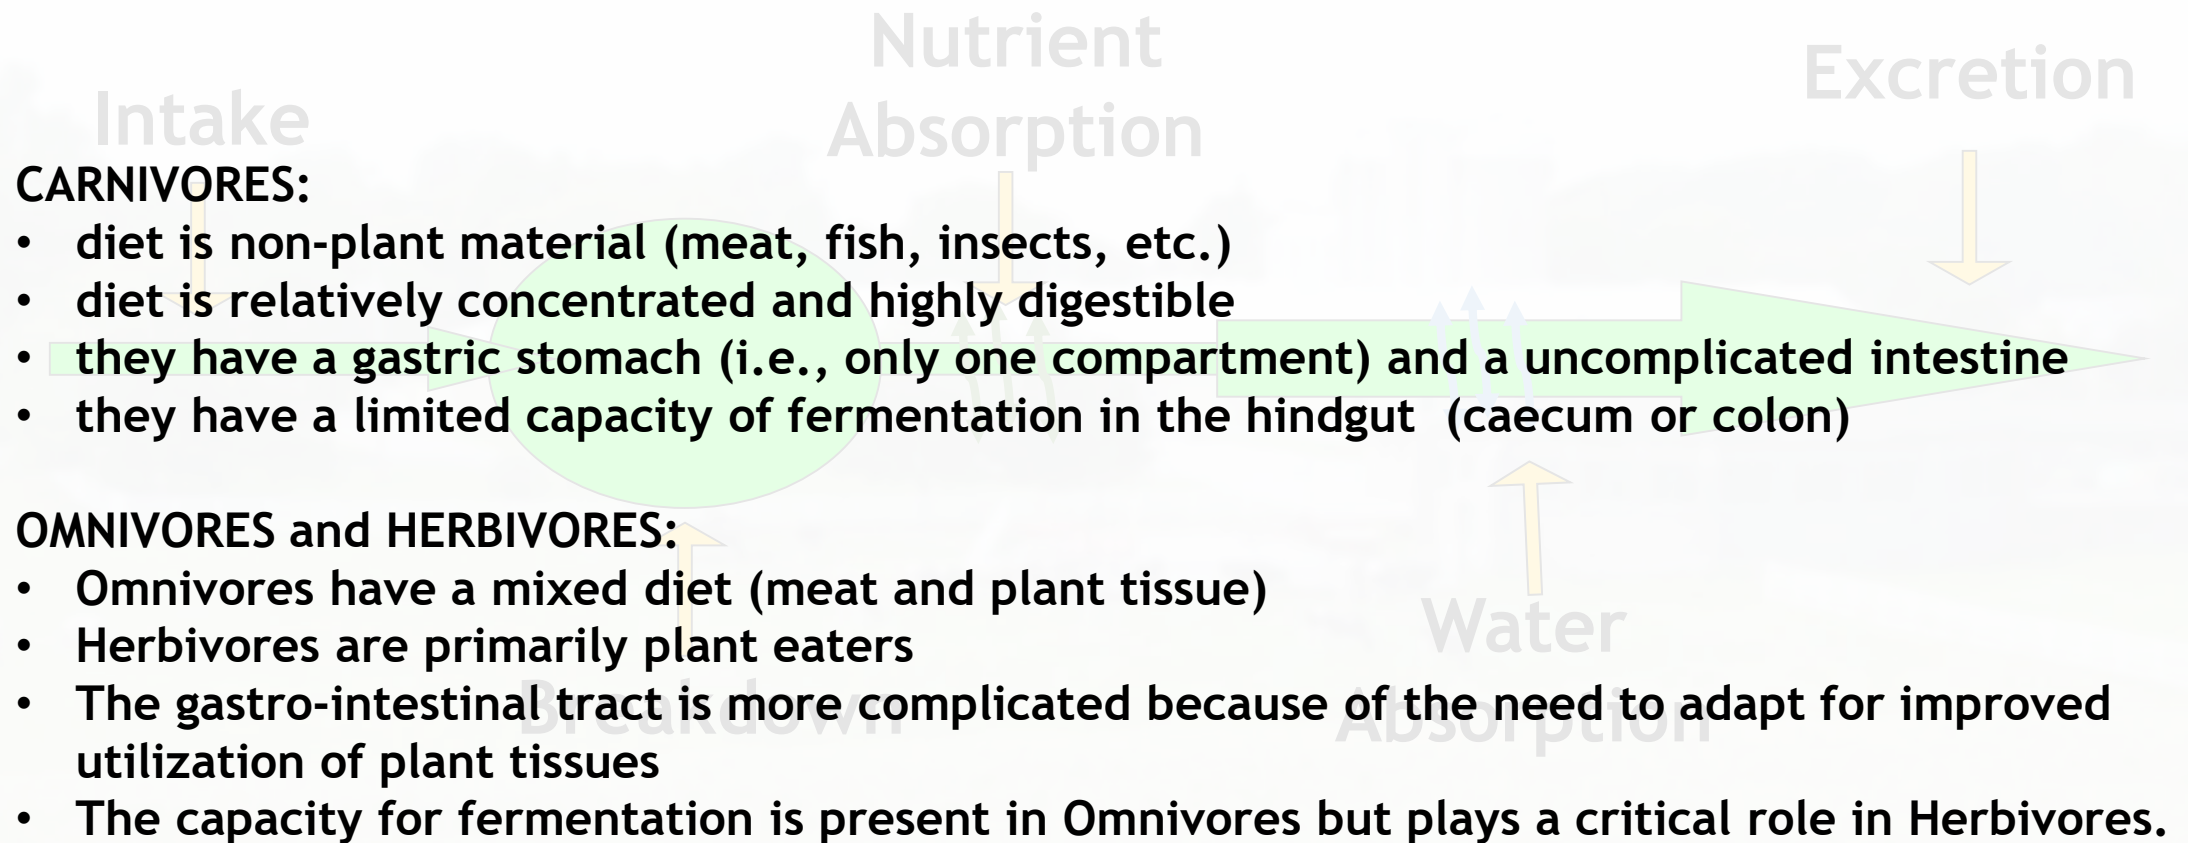 Nutrient
Absorption
Excretion
Intake
CARNIVORES:
• diet is non-plant material (meat, fish, insects, etc.)
• diet is relatively concentrated and highly digestible
• they have a gastric stomach (i.e., only one compartment) and a uncomplicated intestine
• they have a limited capacity of fermentation in the hindgut (caecum or colon)
OMNIVORES and HERBIVORES:
• Omnivores have a mixed diet (meat and plant tissue)
• Herbivores are primarily plant eaters
• The gastro-intestinal tract is more complicated because of the need to adapt for improved
utilization of plant tissues
• The capacity for fermentation is present in Omnivores but plays a critical role in Herbivores.
Breakdown
Water
Absorption